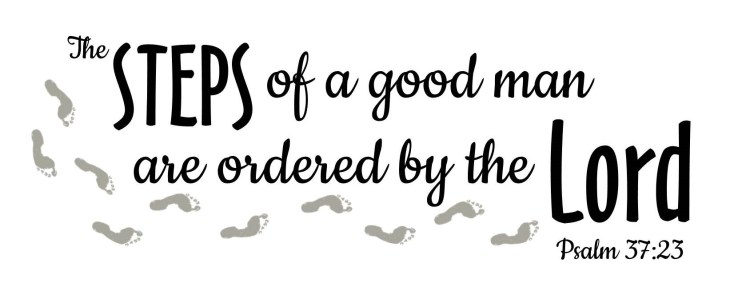 The STEPS of a good man
are ordered by the Lord
Psalm 37:23